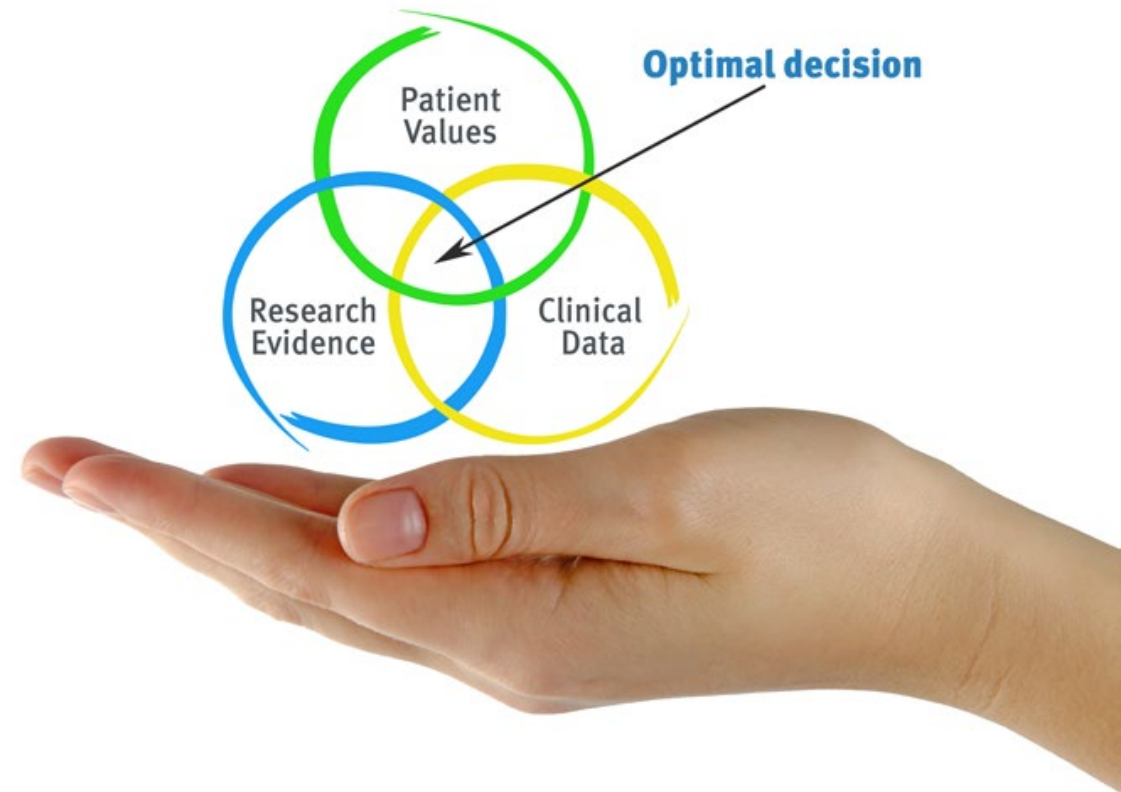 Optimal decision
Patient
Values
Research
Evidence
Clinical
Data